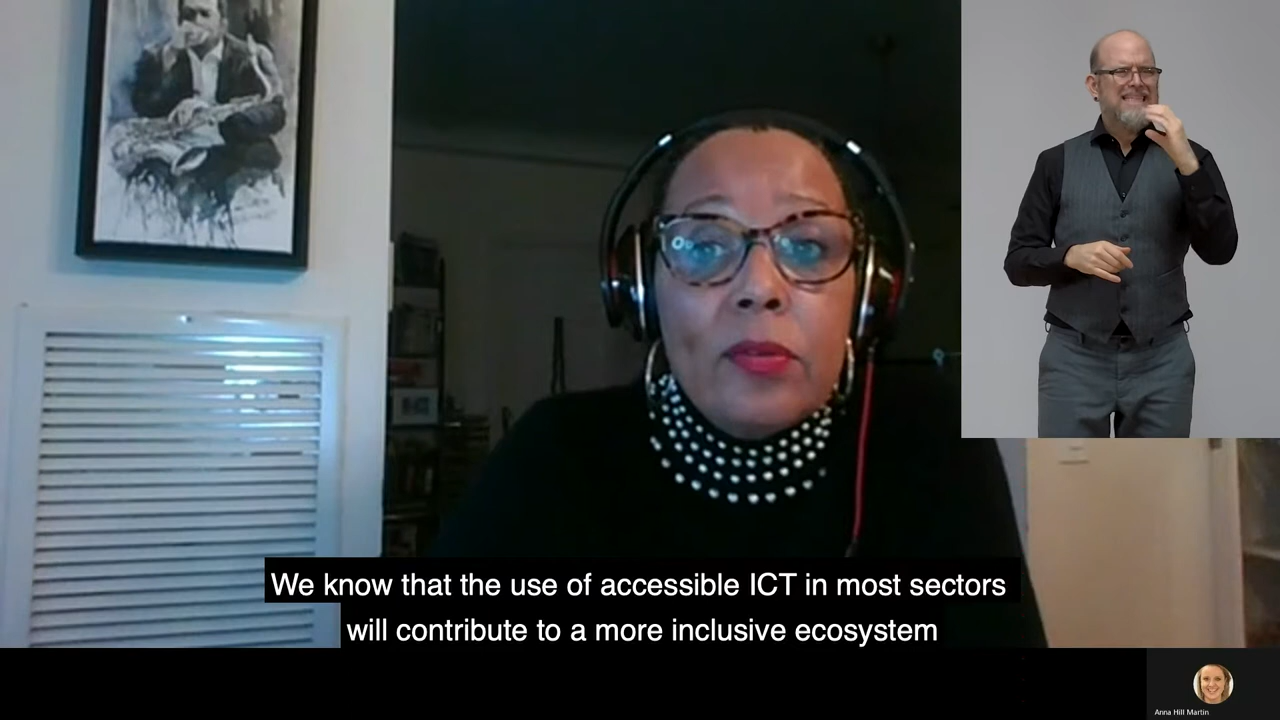 We know that the use of accessible ICT in most sectors
will contribute to a more inclusive ecosystem
Anna Hill Martin